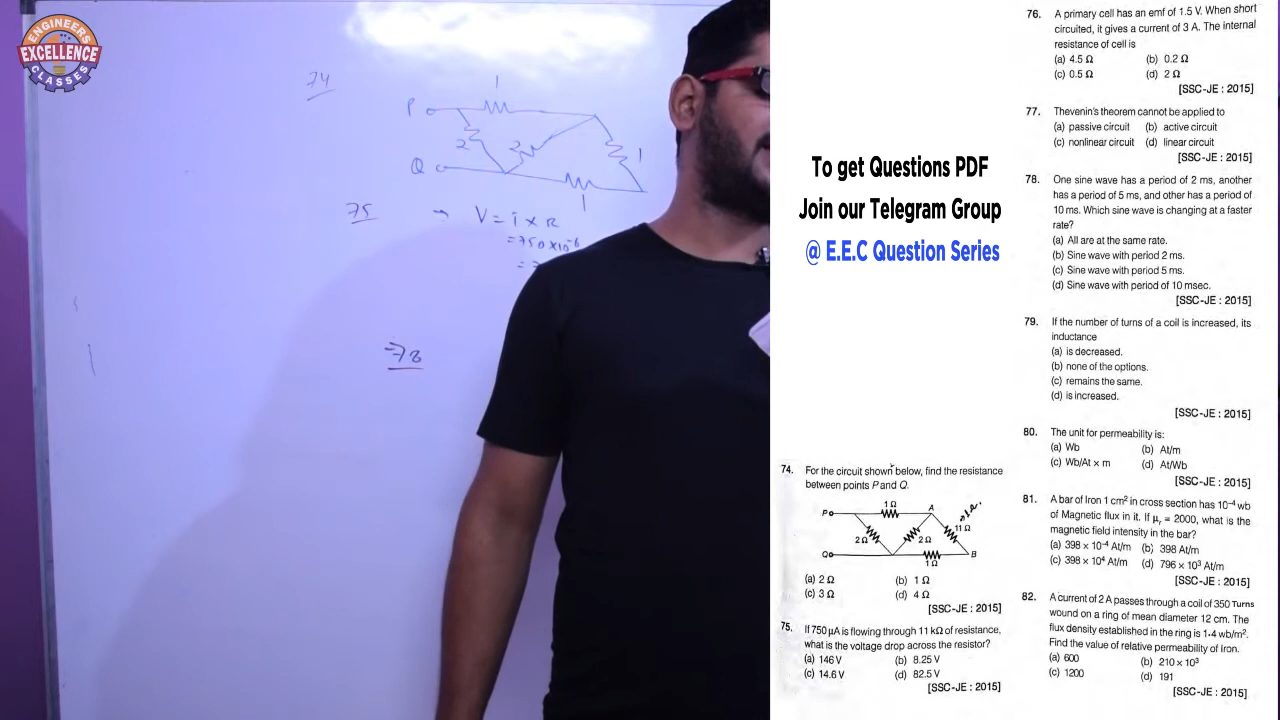 ENGINEERS
EXCELLENCE
CLASSES
74
1
P
2
2
1
Q
1
75
V = i x R
= 750 x 10-6
=
78
To get Questions PDF
Join our Telegram Group
@ E.E.C Question Series
74. For the circuit shown below, find the resistance
between points P and Q.
1 Ω
P
A
11 Ω
2 Ω
2 Ω
Q
B
1 Ω
(a) 2 Ω (b) 1 Ω
(c) 3 Ω (d) 4 Ω
[SSC-JE : 2015]
75. If 750 μA is flowing through 11 kΩ of resistance,
what is the voltage drop across the resistor?
(a) 146 V (b) 8.25 V
(c) 14.6 V (d) 82.5 V
[SSC-JE : 2015]
76. A primary cell has an emf of 1.5 V. When short
circuited, it gives a current of 3 A. The internal
resistance of cell is
(a) 4.5 Ω (b) 0.2 Ω
(c) 0.5 Ω (d) 2 Ω
[SSC-JE : 2015]
77. Thevenin's theorem cannot be applied to
(a) passive circuit (b) active circuit
(c) nonlinear circuit (d) linear circuit
[SSC-JE : 2015]
78. One sine wave has a period of 2 ms, another
has a period of 5 ms, and other has a period of
10 ms. Which sine wave is changing at a faster
rate?
(a) All are at the same rate.
(b) Sine wave with period 2 ms.
(c) Sine wave with period 5 ms.
(d) Sine wave with period of 10 msec.
[SSC-JE : 2015]
79. If the number of turns of a coil is increased, its
inductance
(a) is decreased.
(b) none of the options.
(c) remains the same.
(d) is increased.
[SSC-JE : 2015]
80. The unit for permeability is:
(a) Wb (b) At/m
(c) Wb/At × m (d) At/Wb
[SSC-JE : 2015]
81. A bar of Iron 1 cm² in cross section has 10⁻⁴ wb
of Magnetic flux in it. If μᵣ = 2000, what is the
magnetic field intensity in the bar?
(a) 398 × 10⁻⁴ At/m (b) 398 At/m
(c) 398 × 10⁴ At/m (d) 796 × 10³ At/m
[SSC-JE : 2015]
82. A current of 2 A passes through a coil of 350 Turns
wound on a ring of mean diameter 12 cm. The
flux density established in the ring is 1·4 wb/m².
Find the value of relative permeability of Iron.
(a) 600 (b) 210 × 10³
(c) 1200 (d) 191
[SSC-JE : 2015]